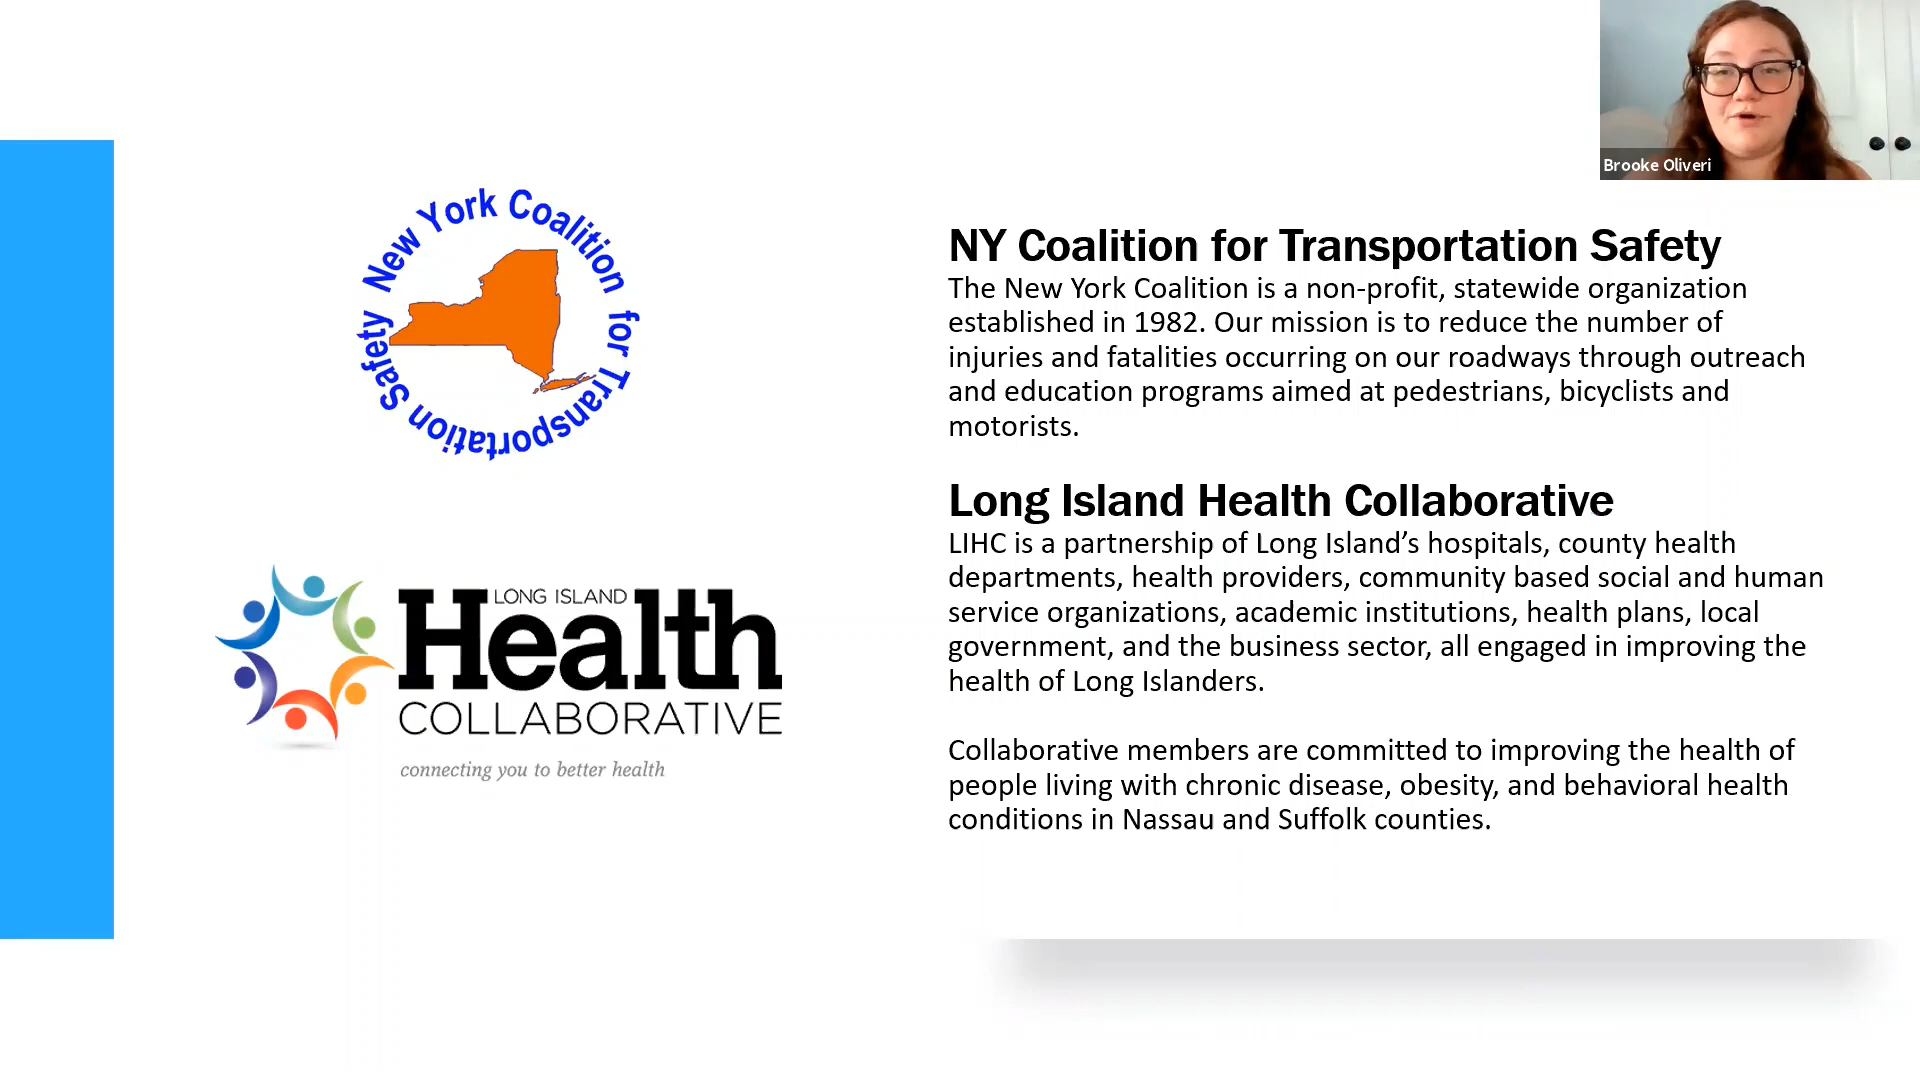 Brooke Oliveri
New York Coalition for Transportation Safety
NY Coalition for Transportation Safety
The New York Coalition is a non-profit, statewide organization
established in 1982. Our mission is to reduce the number of
injuries and fatalities occurring on our roadways through outreach
and education programs aimed at pedestrians, bicyclists and
motorists.
LONG ISLAND
Health
COLLABORATIVE
connecting you to better health
Long Island Health Collaborative
LIHC is a partnership of Long Island’s hospitals, county health
departments, health providers, community based social and human
service organizations, academic institutions, health plans, local
government, and the business sector, all engaged in improving the
health of Long Islanders.
Collaborative members are committed to improving the health of
people living with chronic disease, obesity, and behavioral health
conditions in Nassau and Suffolk counties.